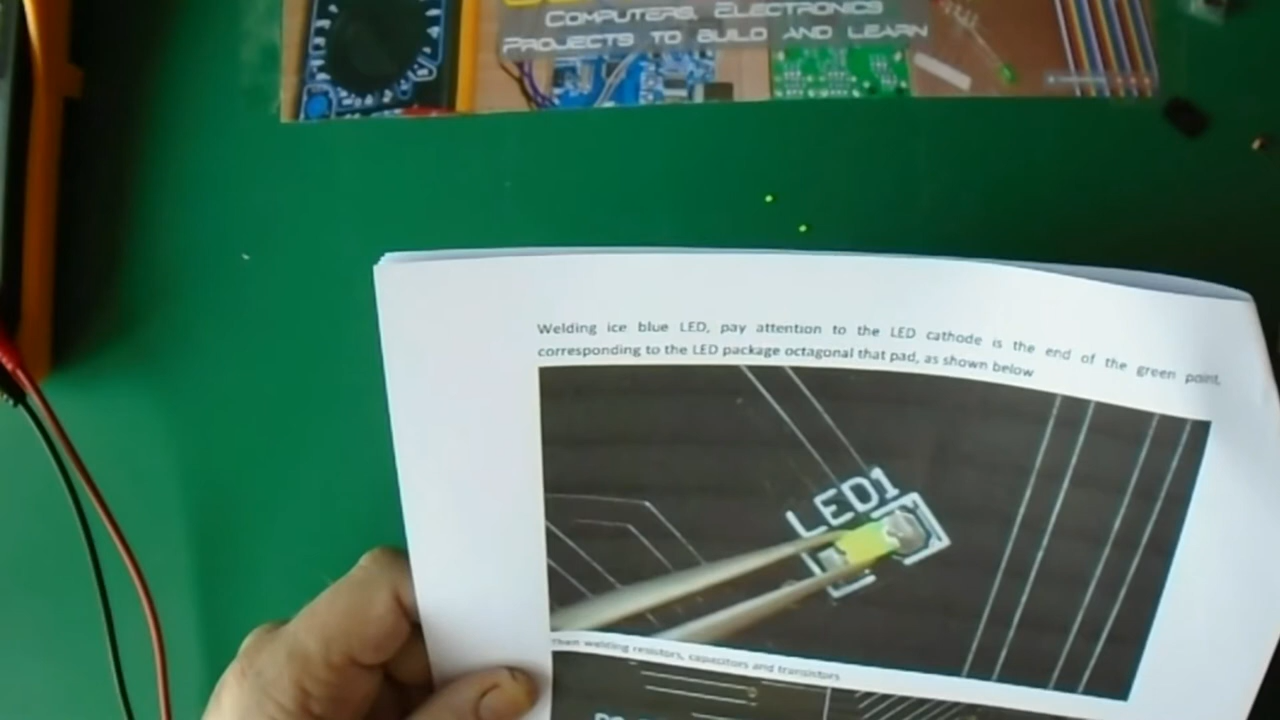 COMPUTERS, ELECTRONICS
PROJECTS TO BUILD AND LEARN
Welding ice blue LED, pay attention to the LED cathode is the end of the green point,
corresponding to the LED package octagonal that pad, as shown below
LED1
Then welding resistors, capacitors and transistors